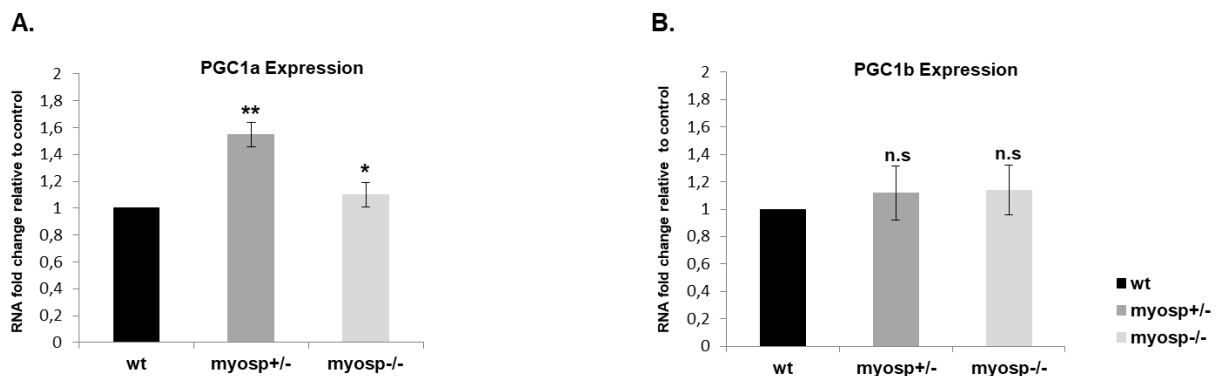 A.
PGC1a Expression
RNA fold change relative to control
2
1,8
1,6
1,4
1,2
1
0,8
0,6
0,4
0,2
0
**
*
wt
myosp+/-
myosp-/-
B.
PGC1b Expression
RNA fold change relative to control
2
1,8
1,6
1,4
1,2
1
0,8
0,6
0,4
0,2
0
n.s
n.s
wt
myosp+/-
myosp-/-
wt
myosp+/-
myosp-/-